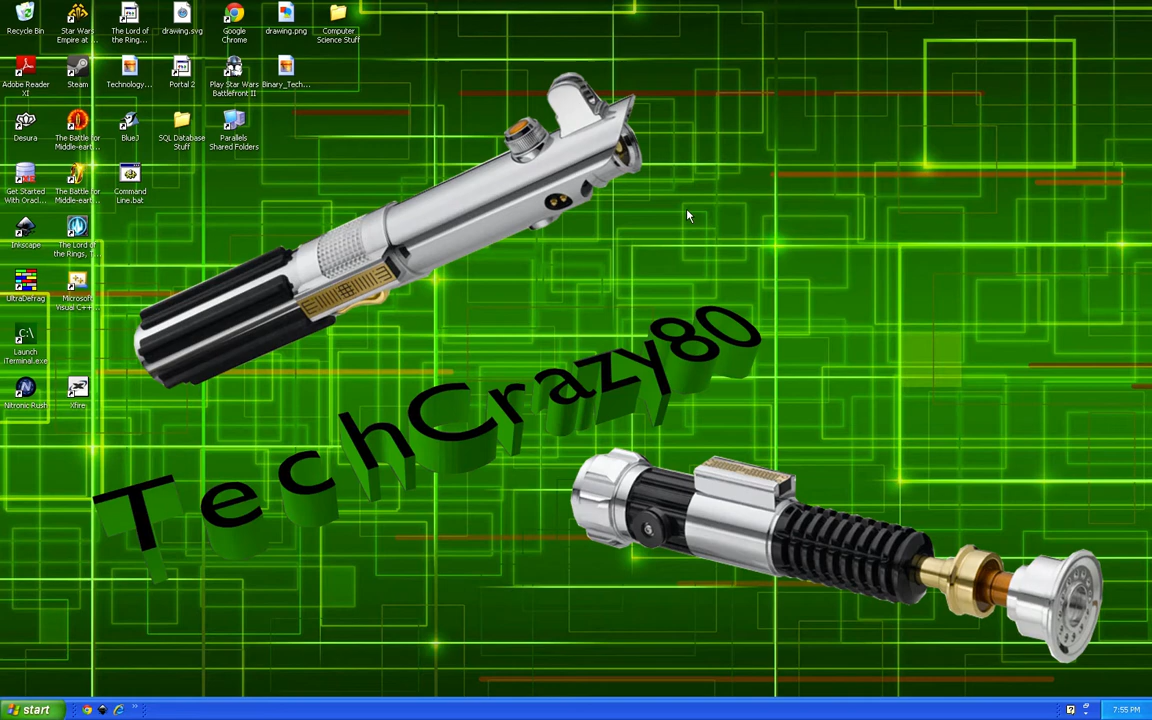 Recycle Bin
Star Wars
Empire at ...
The Lord of
the Ring...
drawing.svg
Google
Chrome
drawing.png
Computer
Science Stuff
Adobe Reader
XI
Steam
Technology...
Portal 2
Play Star Wars
Battlefront II
Binary_Tech...
Desura
The Battle for
Middle-eart...
BlueJ
SQL Database
Stuff
Parallels
Shared Folders
Get Started
With Oracl...
The Battle for
Middle-ear...
Command
Line.bat
Inkscape
The Lord of
the Rings, T...
UltraDefrag
Microsoft
Visual C++ ...
C:\
Launch
iTerminal.exe
Nitronic Rush
Xfire
TechCrazy80
start
7:55 PM